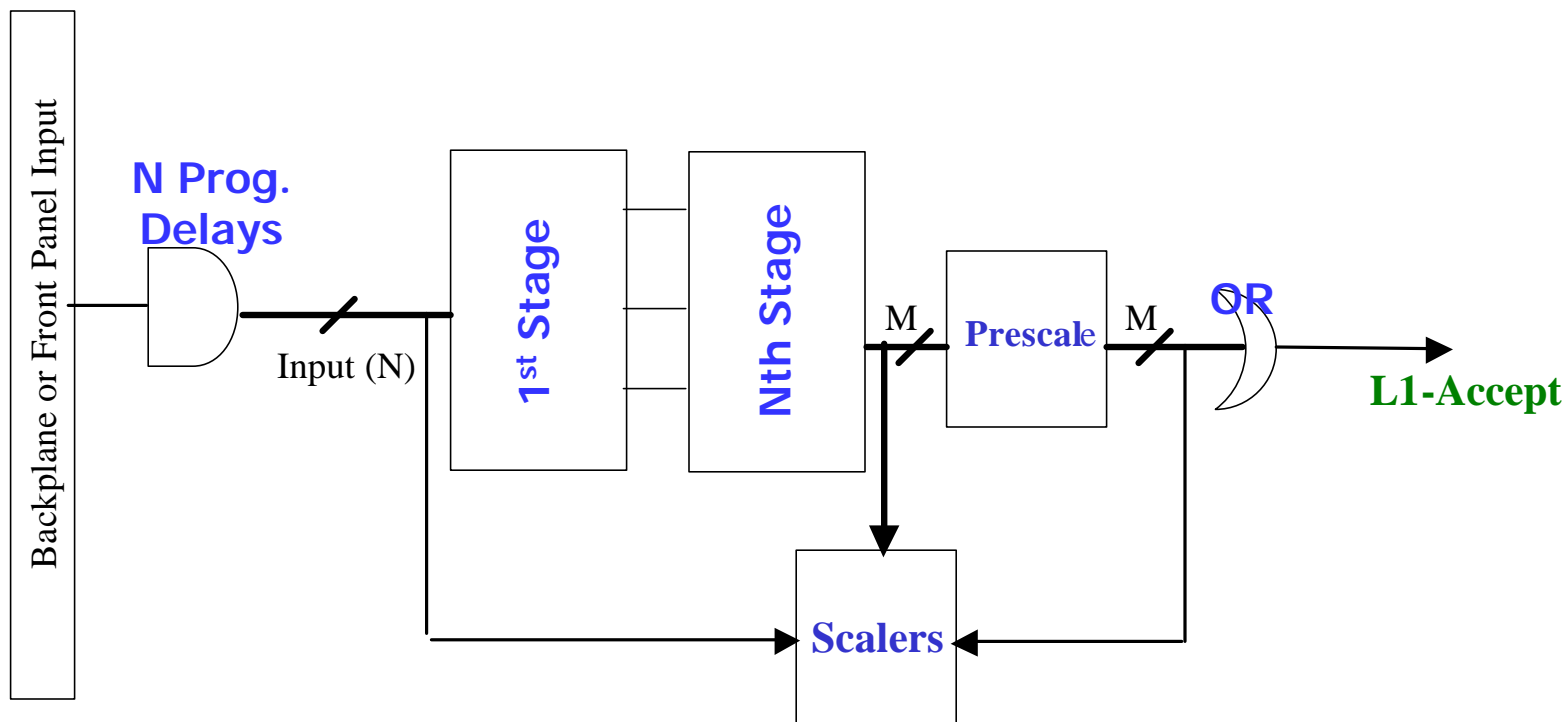 Backplane or Front Panel Input
N Prog.
Delays
Input (N)
1st Stage
Nth Stage
M
Prescale
M
OR
L1-Accept
Scalers